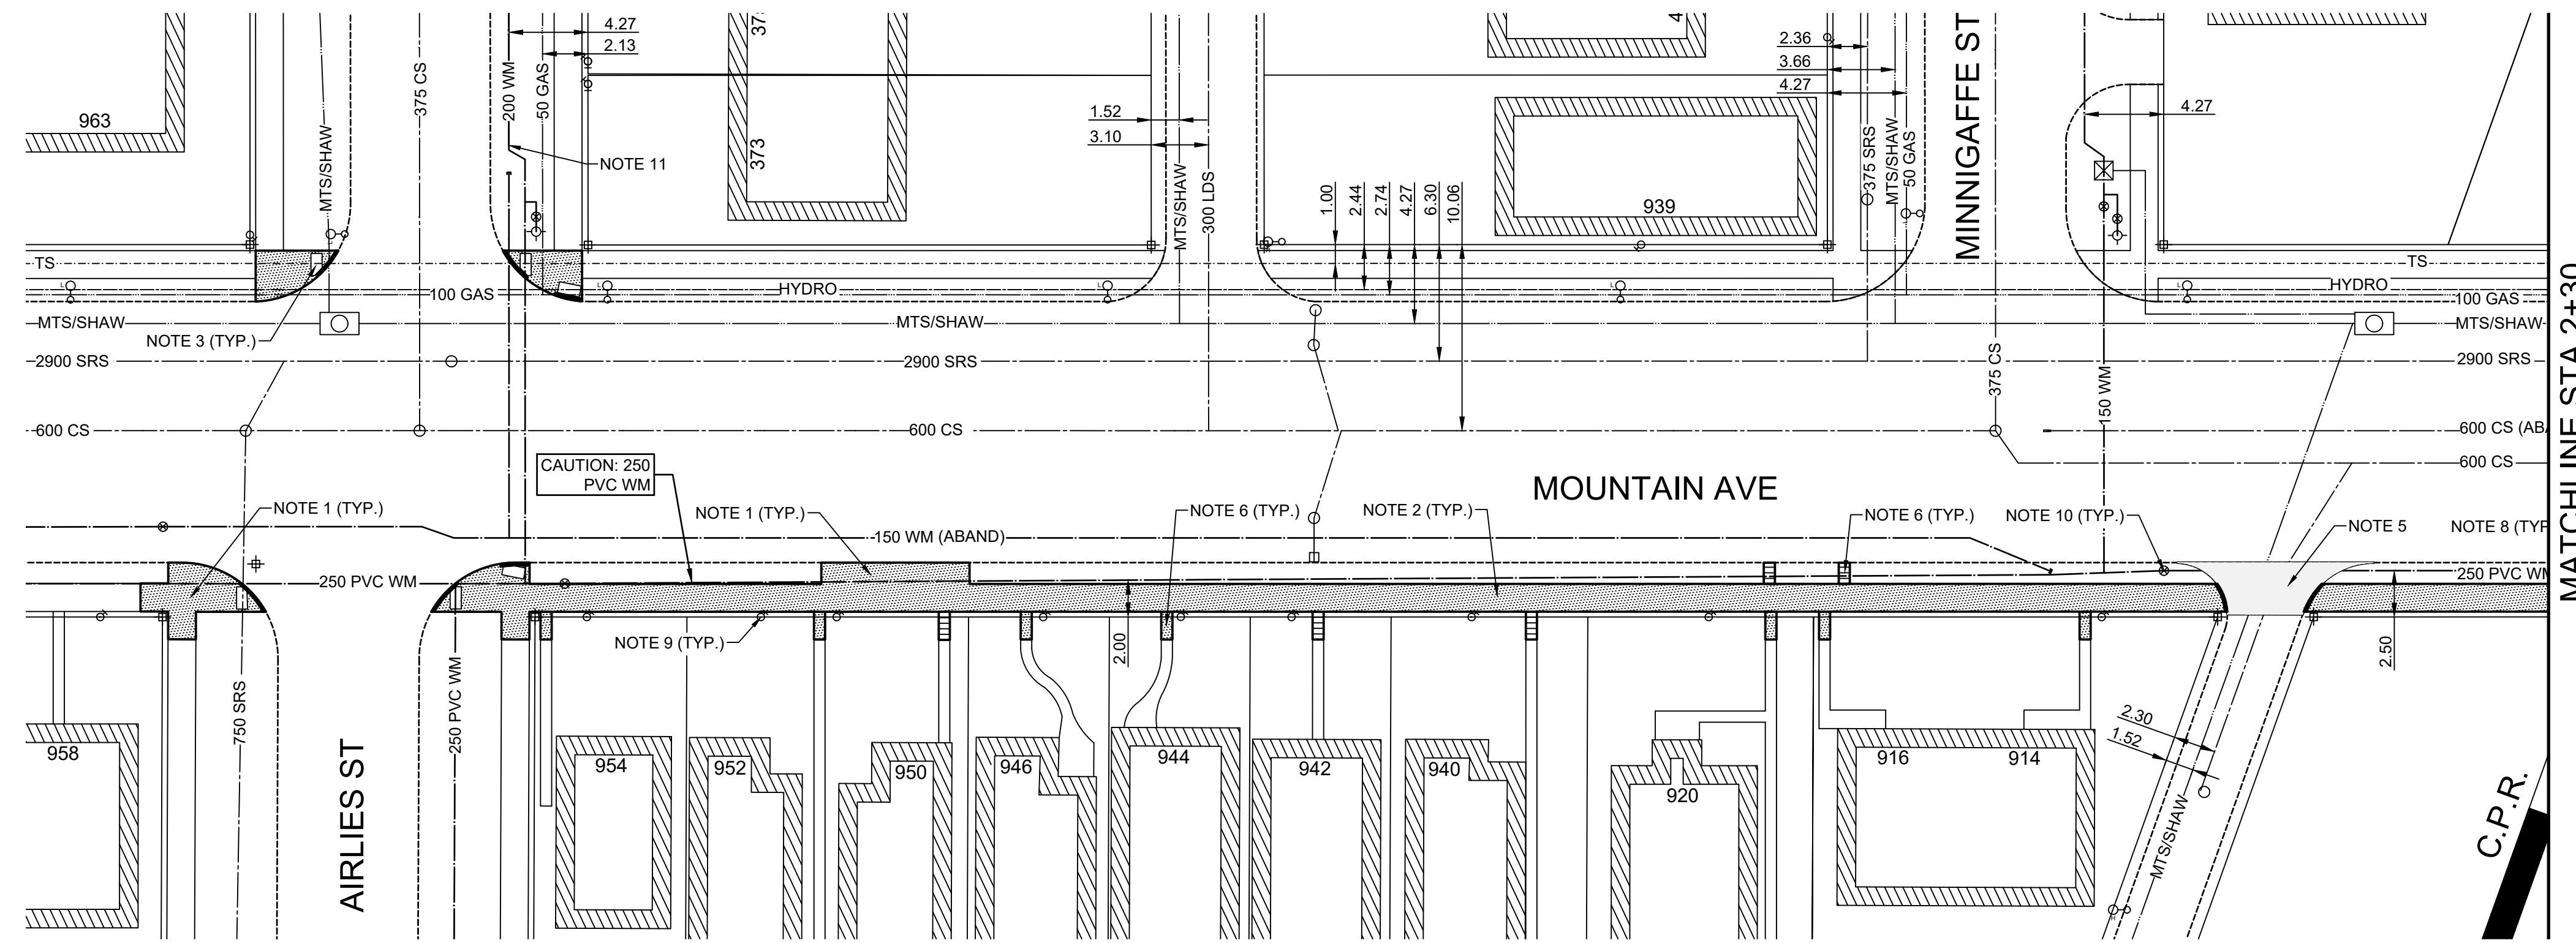 963
MTS/SHAW
375 CS
200 WM
50 GAS
4.27
2.13
NOTE 11
373
1.52
3.10
MTS/SHAW
300 LDS
1.00
2.44
2.74
4.27
6.30
10.06
939
2.36
3.66
4.27
375 SRS
MTS/SHAW
50 GAS
MINNIGAFFE ST
4.27
TS
TS
100 GAS
HYDRO
HYDRO
100 GAS
MTS/SHAW
MTS/SHAW
MTS/SHAW
NOTE 3 (TYP.)
2900 SRS
2900 SRS
2900 SRS
375 CS
150 WM
600 CS
600 CS
600 CS (ABA
600 CS
CAUTION: 250
PVC WM
MOUNTAIN AVE
NOTE 1 (TYP.)
NOTE 1 (TYP.)
NOTE 6 (TYP.)
NOTE 2 (TYP.)
NOTE 6 (TYP.)
NOTE 10 (TYP.)
NOTE 5
NOTE 8 (TYP
150 WM (ABAND)
250 PVC WM
250 PVC WM
NOTE 9 (TYP.)
2.00
2.50
750 SRS
250 PVC WM
AIRLIES ST
958
954
952
950
946
944
942
940
920
916
914
2.30
1.52
MTS/SHAW
C.P.R.
MATCHLINE STA 2+30